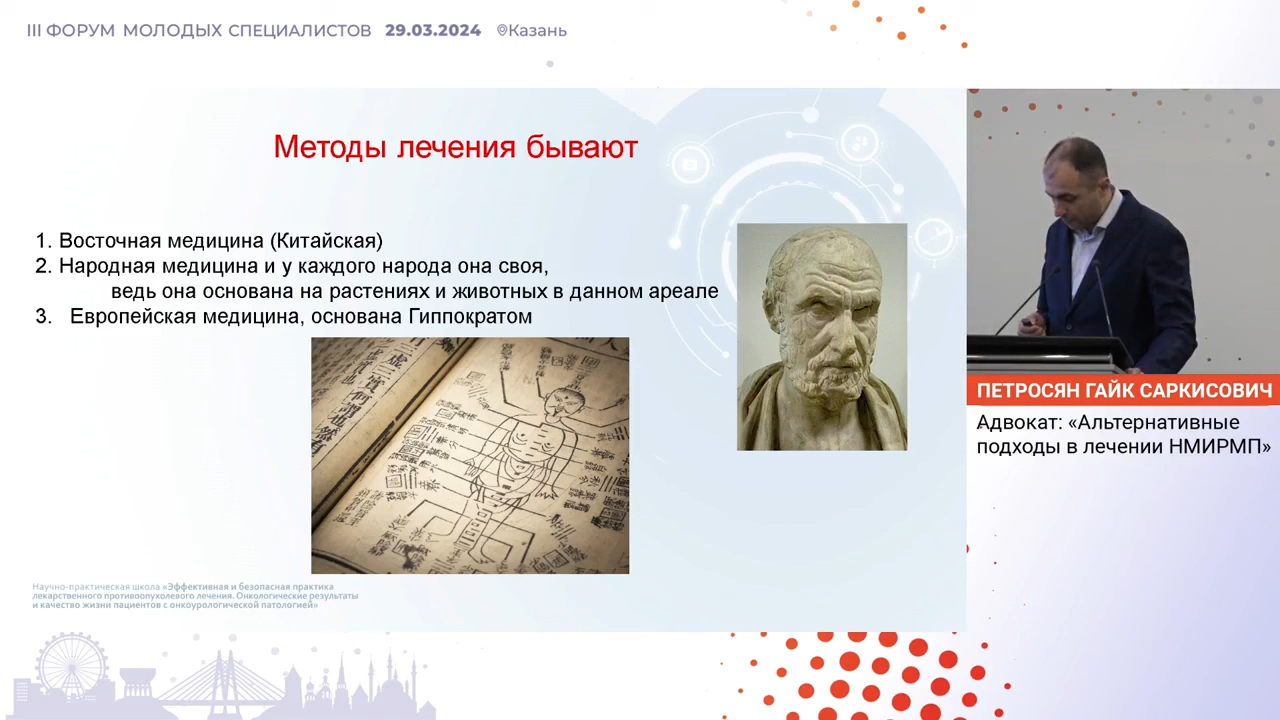 III ФОРУМ МОЛОДЫХ СПЕЦИАЛИСТОВ 29.03.2024 Казань
Методы лечения бывают
1. Восточная медицина (Китайская)
2. Народная медицина и у каждого народа она своя,
ведь она основана на растениях и животных в данном ареале
3. Европейская медицина, основана Гиппократом
ПЕТРОСЯН ГАЙК САРКИСОВИЧ
Адвокат: «Альтернативные
подходы в лечении НМИРМП»
Научно-практическая школа «Эффективная и безопасная практика
лекарственного противоопухолевого лечения. Онкологические результаты
и качество жизни пациентов с онкоурологической патологией»